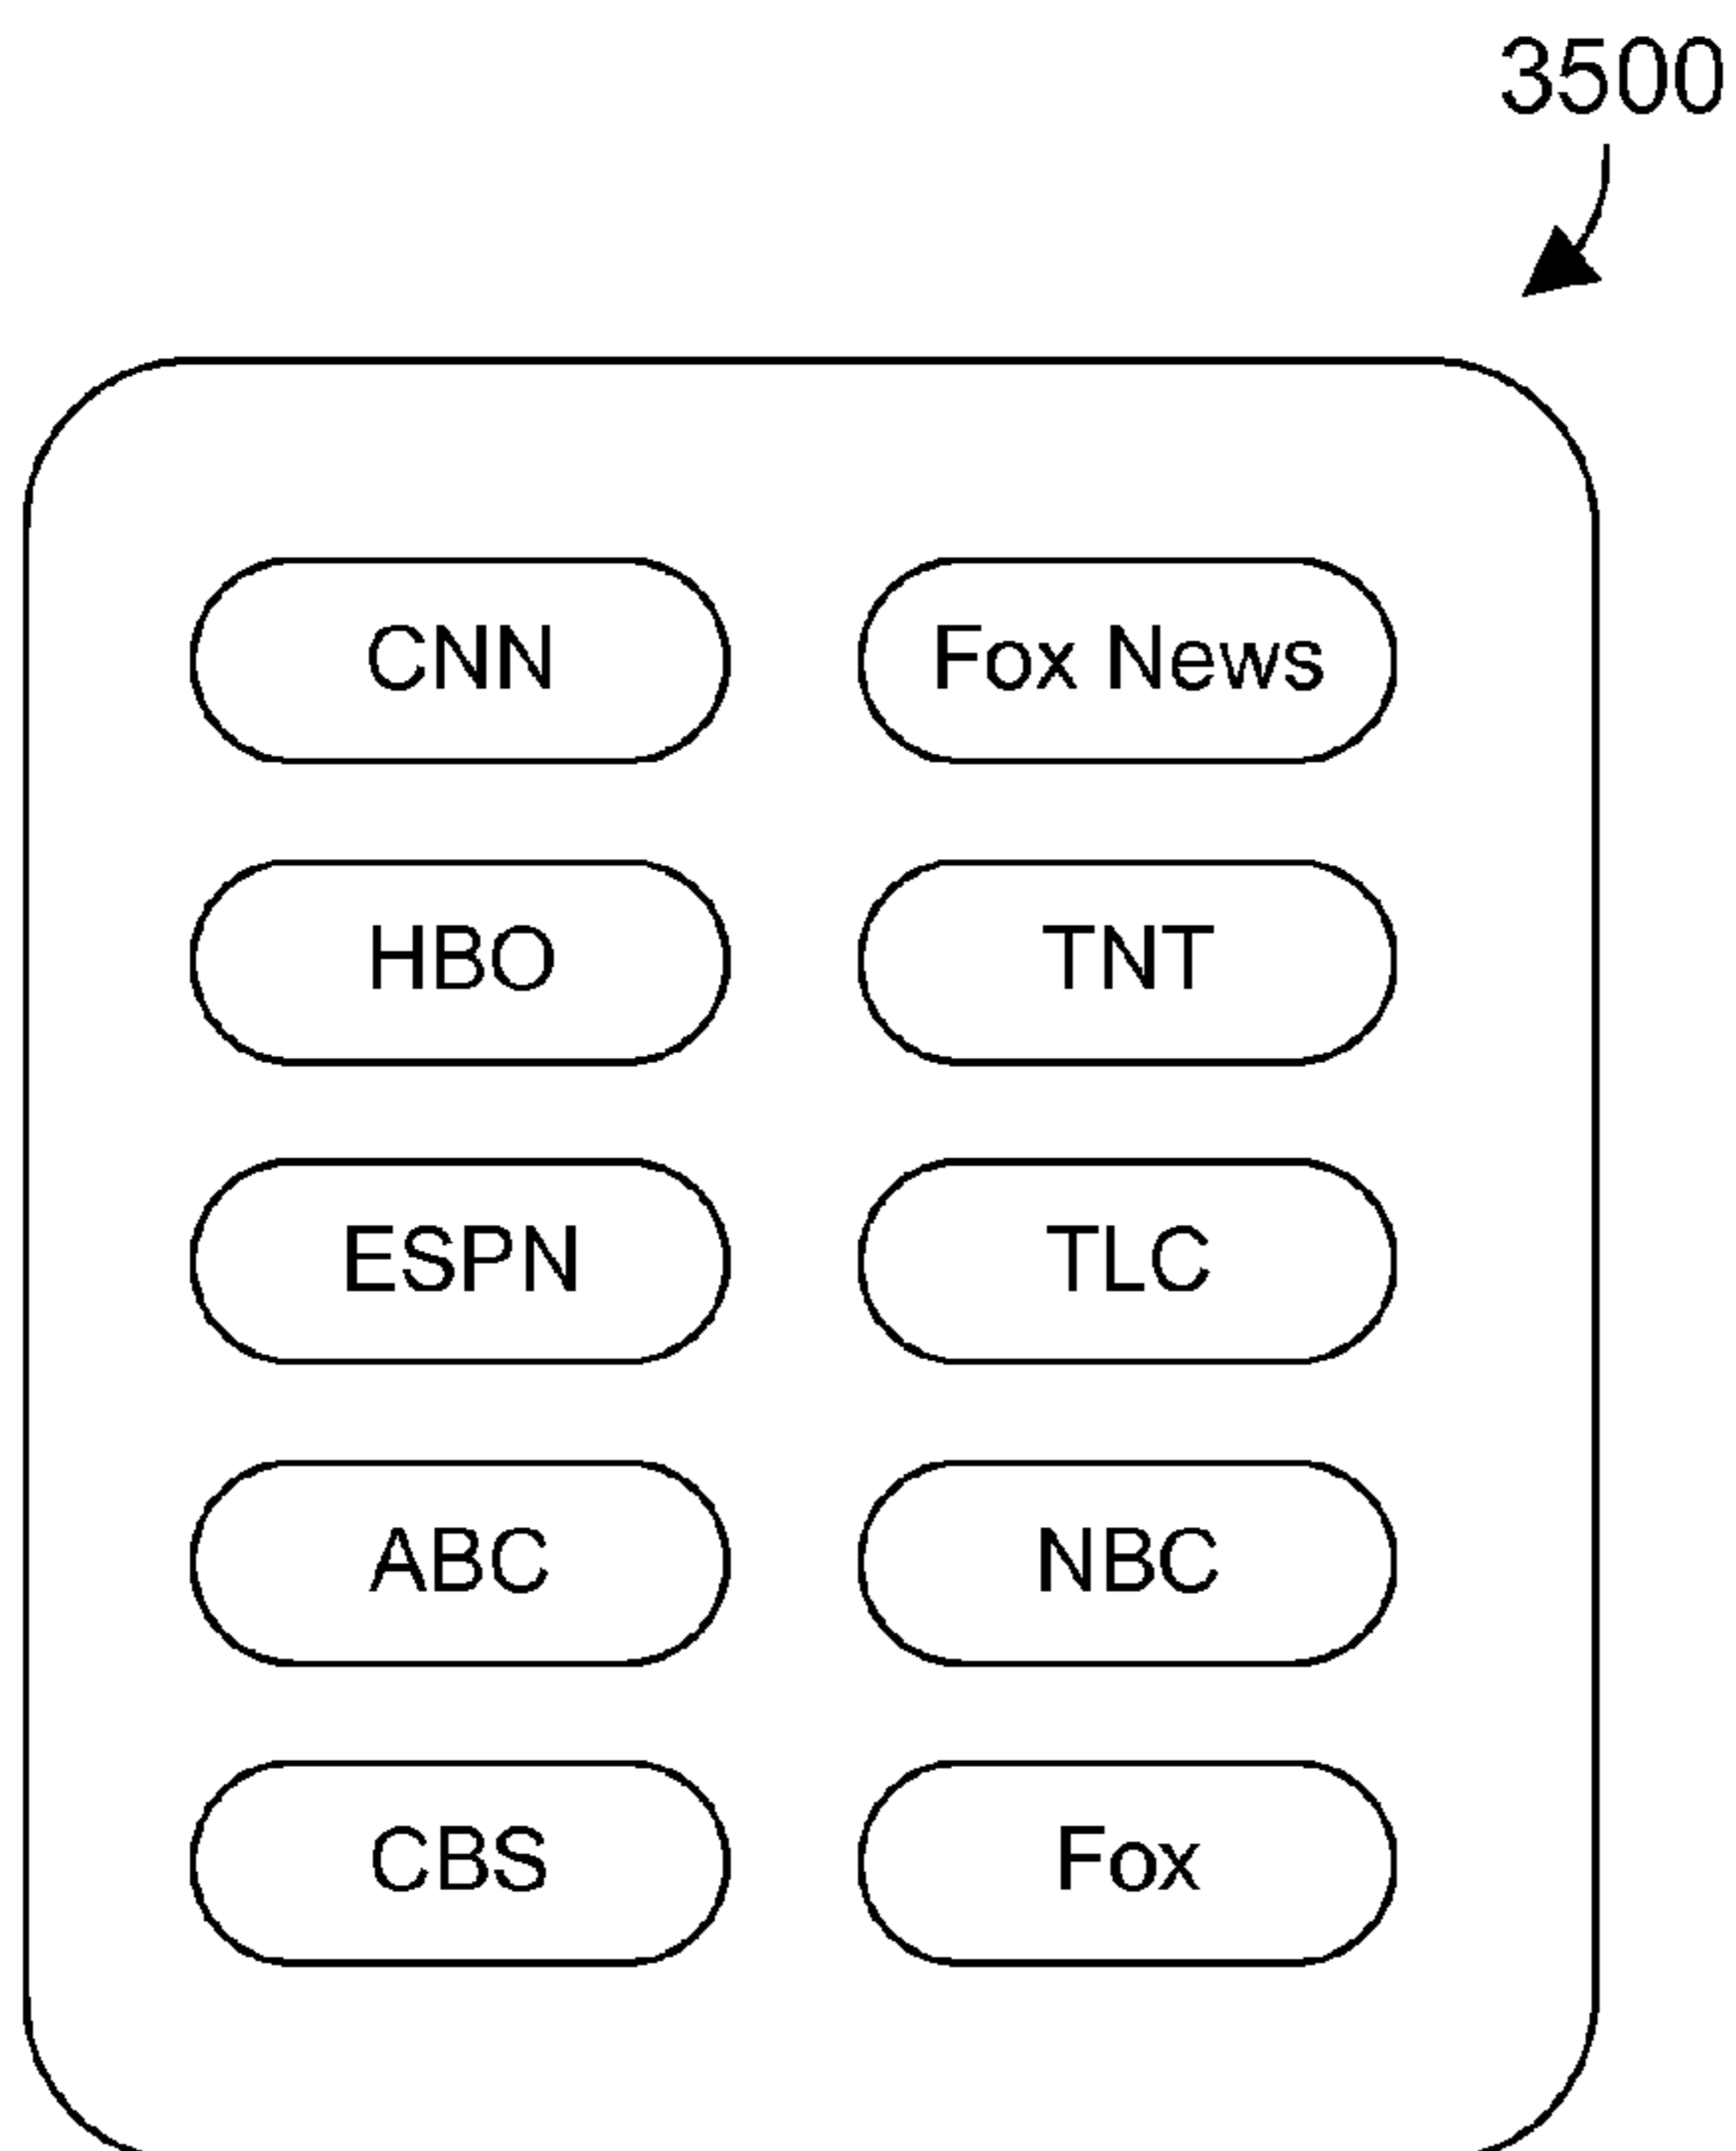 3500
CNN Fox News
HBO TNT
ESPN TLC
ABC NBC
CBS Fox